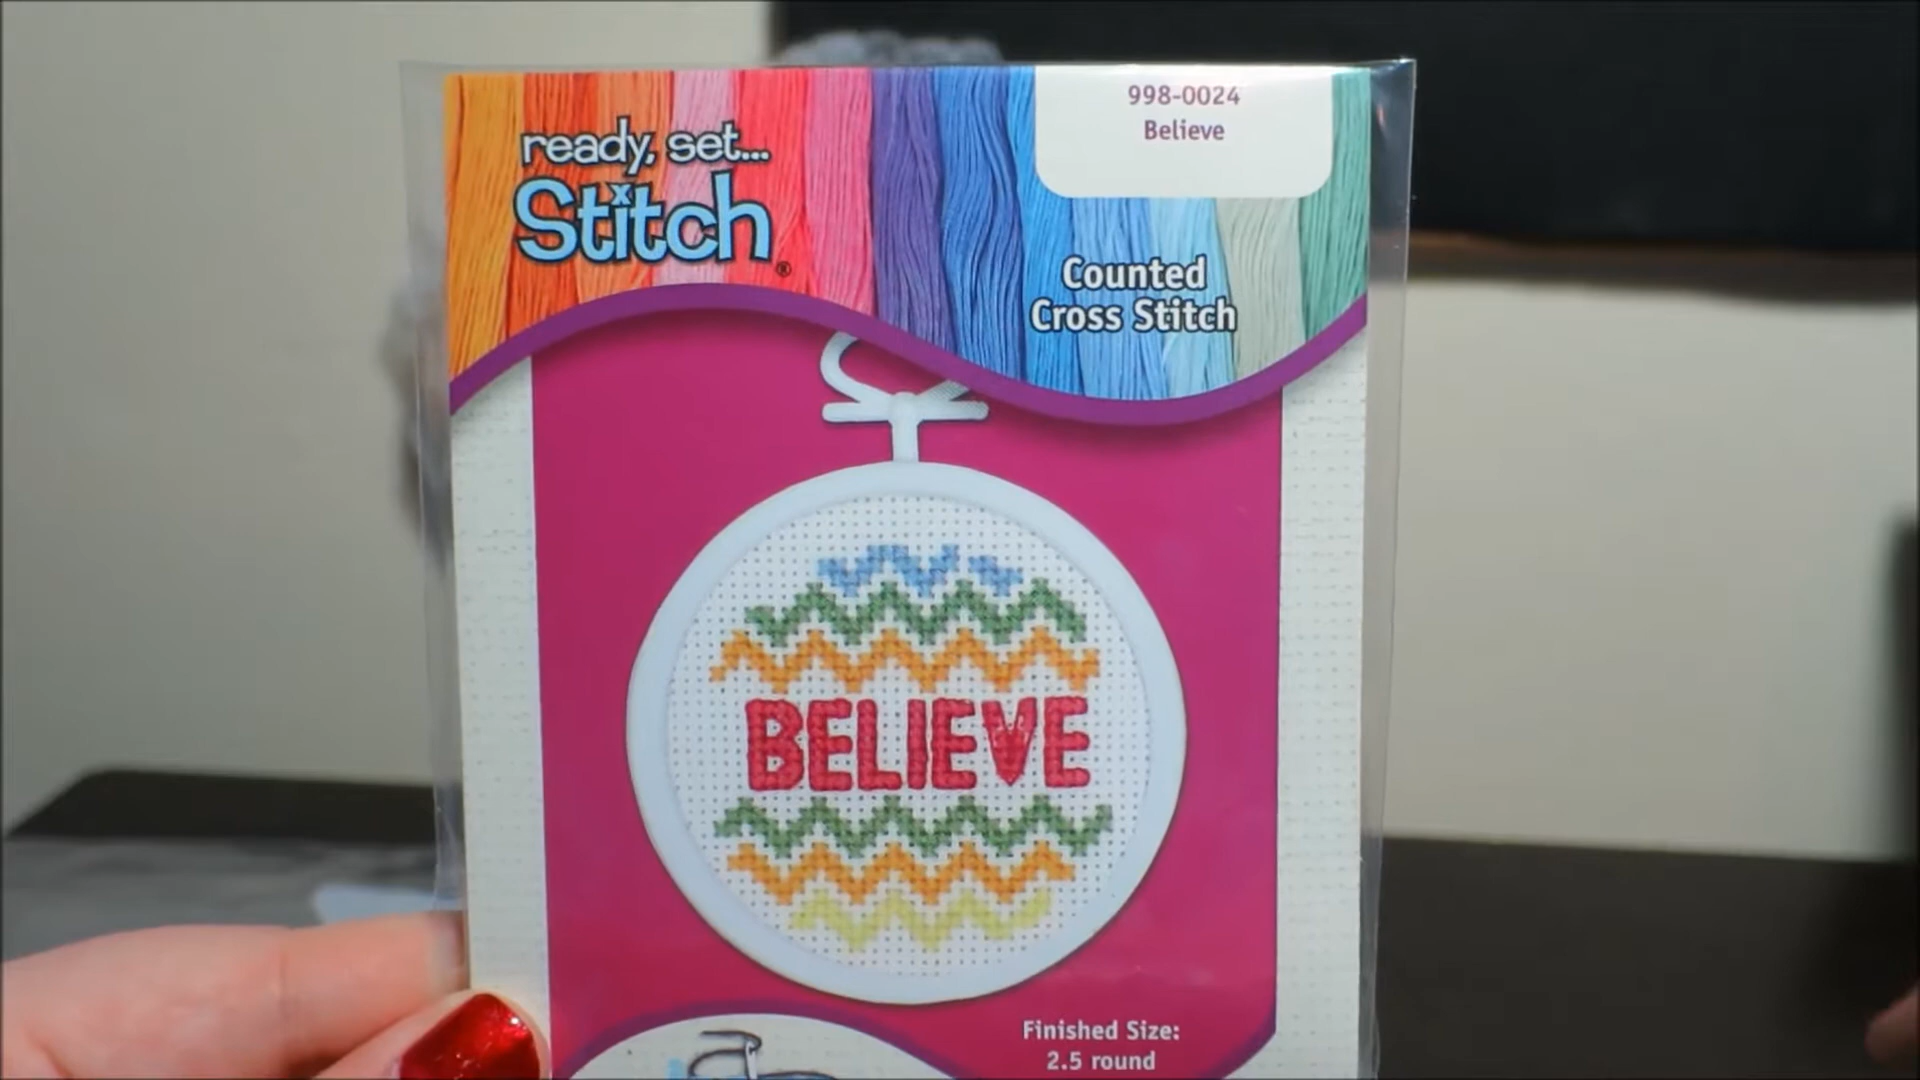 ready, set...
Stitch®
998-0024
Believe
Counted
Cross Stitch
BELIEVE
Finished Size:
2.5 round